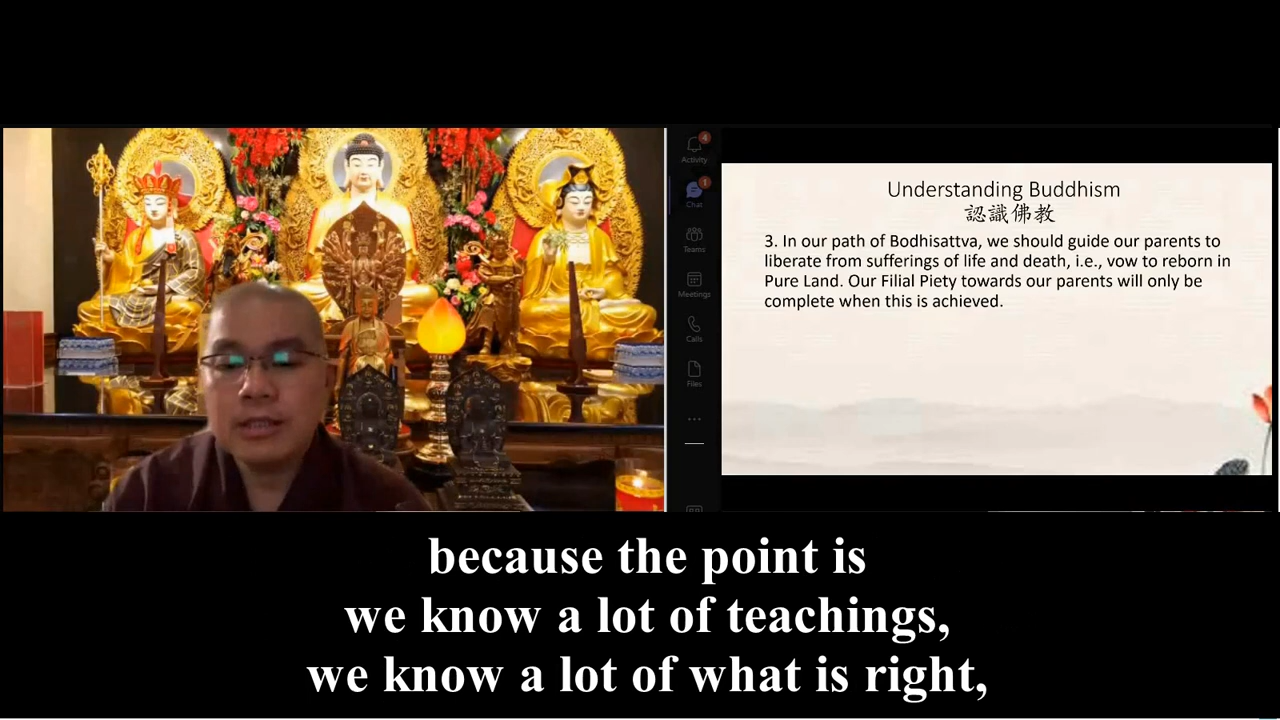 Activity
Chat
Teams
Meetings
Calls
Files
4
1
Understanding Buddhism
認識佛教
3. In our path of Bodhisattva, we should guide our parents to
liberate from sufferings of life and death, i.e., vow to reborn in
Pure Land. Our Filial Piety towards our parents will only be
complete when this is achieved.
because the point is
we know a lot of teachings,
we know a lot of what is right,